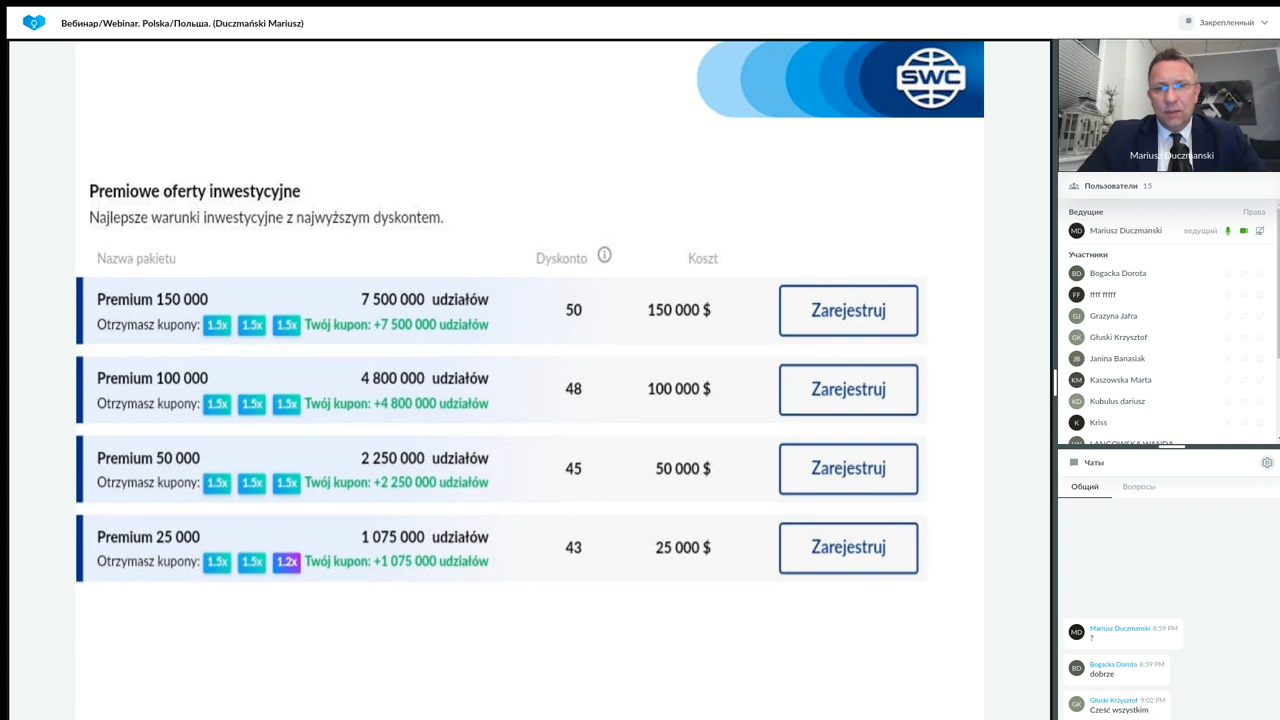 Вебинар/Webinar. Polska/Польша. (Duczmański Mariusz)
Закрепленный
SWC
Premiowe oferty inwestycyjne
Najlepsze warunki inwestycyjne z najwyższym dyskontem.
Nazwa pakietu Dyskonto Koszt
Premium 150 000 7 500 000 udziałów 50 150 000 $ Zarejestruj
Otrzymasz kupony: 1.5x 1.5x 1.5x Twój kupon: +7 500 000 udziałów
Premium 100 000 4 800 000 udziałów 48 100 000 $ Zarejestruj
Otrzymasz kupony: 1.5x 1.5x 1.5x Twój kupon: +4 800 000 udziałów
Premium 50 000 2 250 000 udziałów 45 50 000 $ Zarejestruj
Otrzymasz kupony: 1.5x 1.5x 1.5x Twój kupon: +2 250 000 udziałów
Premium 25 000 1 075 000 udziałów 43 25 000 $ Zarejestruj
Otrzymasz kupony: 1.5x 1.5x 1.2x Twój kupon: +1 075 000 udziałów
Mariusz Duczmanski
Пользователи 15
Ведущие Права
MD Mariusz Duczmanski ведущий
Участники
BD Bogacka Dorota
FF ffff fffff
GJ Grazyna Jafra
GK Głuski Krzysztof
JB Janina Banasiak
KM Kaszowska Marta
KD Kubulus dariusz
K Kriss
LANGOWSKA WANDA
Чаты
Общий Вопросы
MD Mariusz Duczmanski 8:59 PM
?
BD Bogacka Dorota 8:59 PM
dobrze
GK Głuski Krzysztof 9:02 PM
Cześć wszystkim